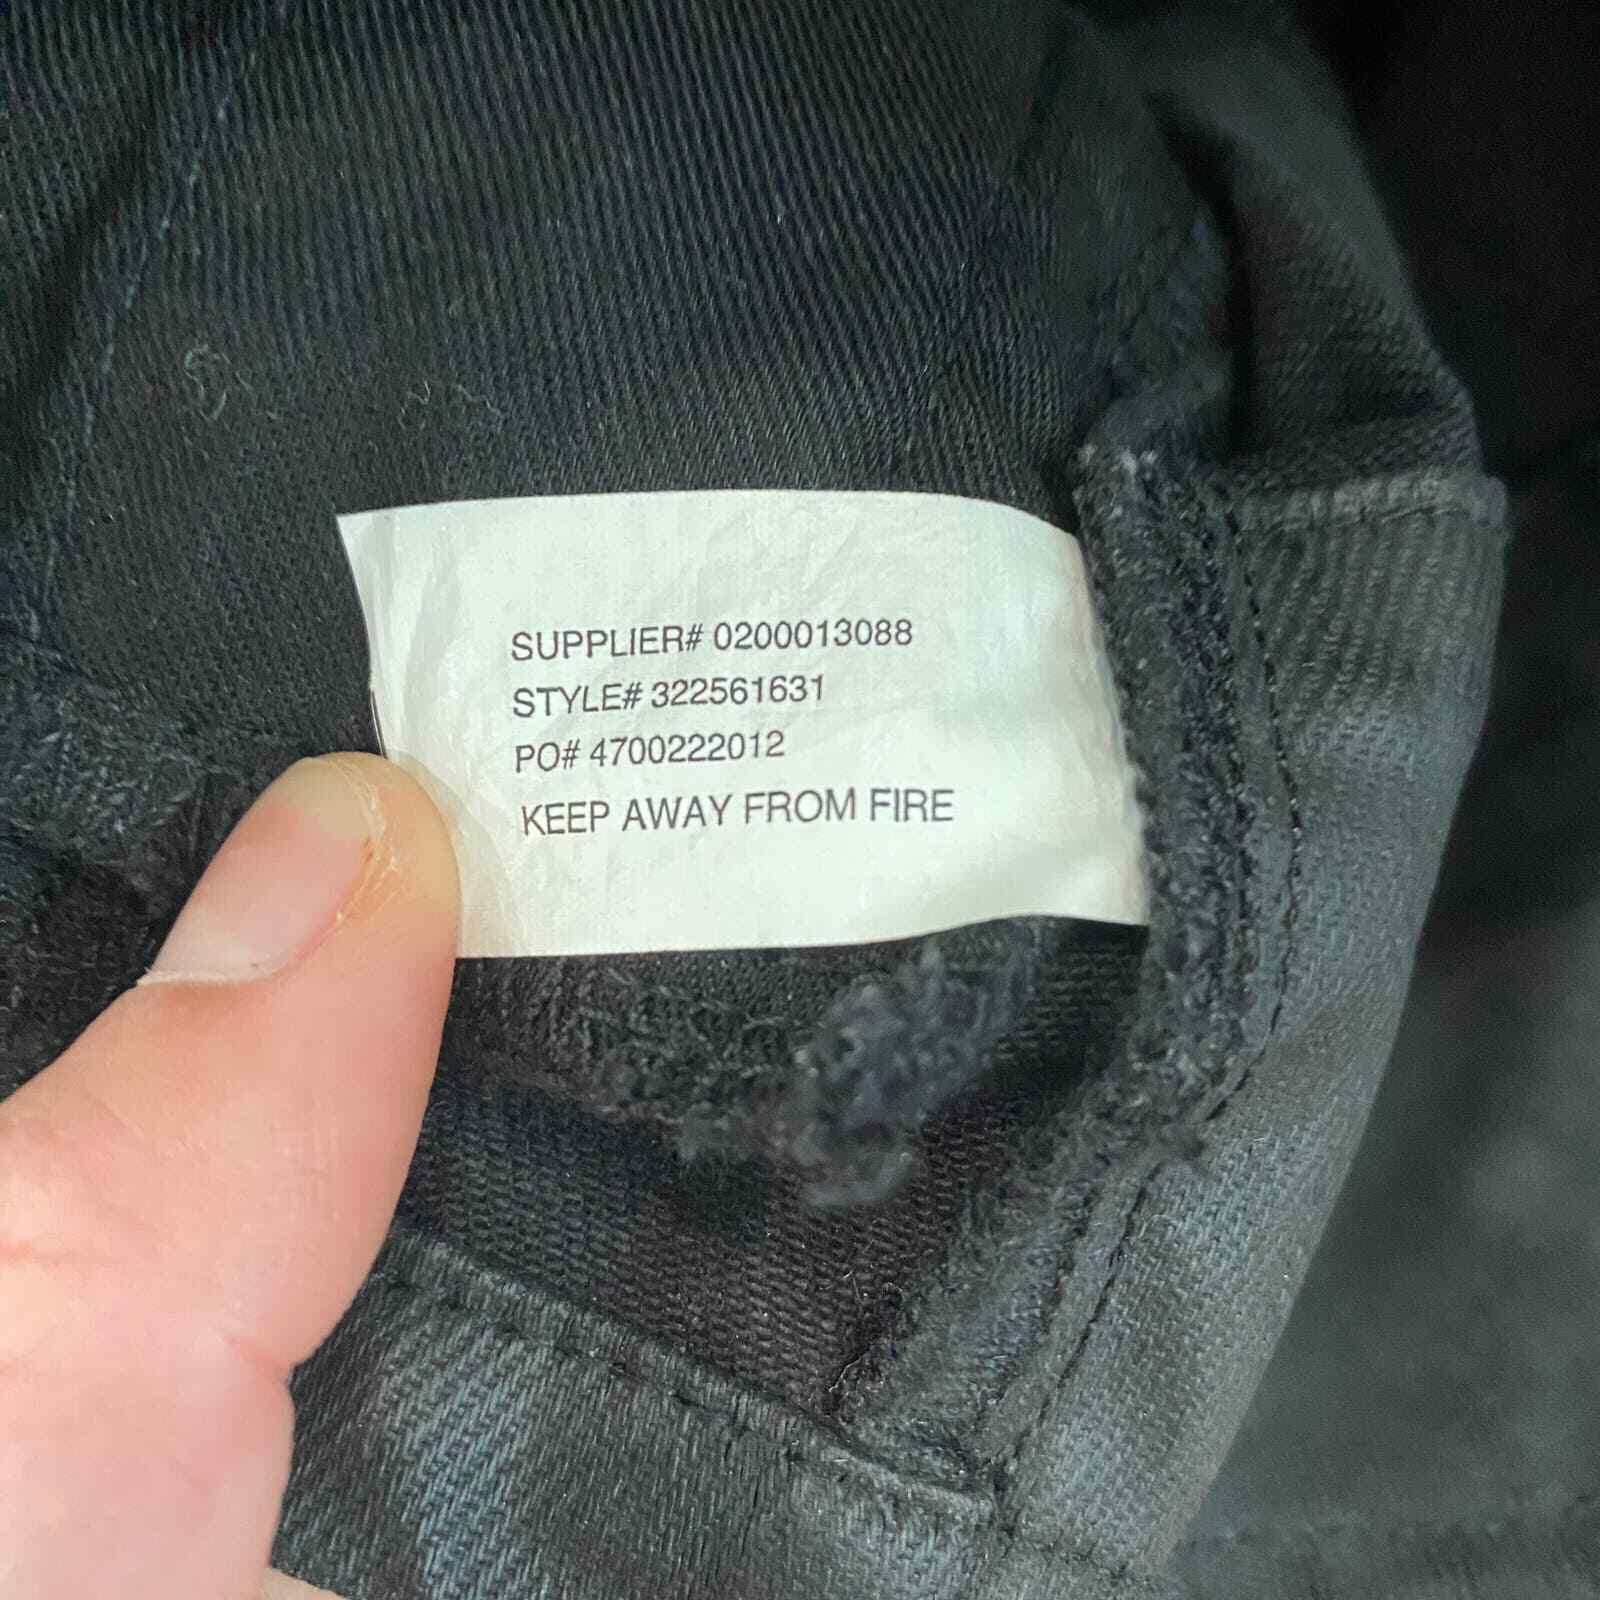 SUPPLIER# 0200013088
STYLE# 322561631
PO# 4700222012
KEEP AWAY FROM FIRE